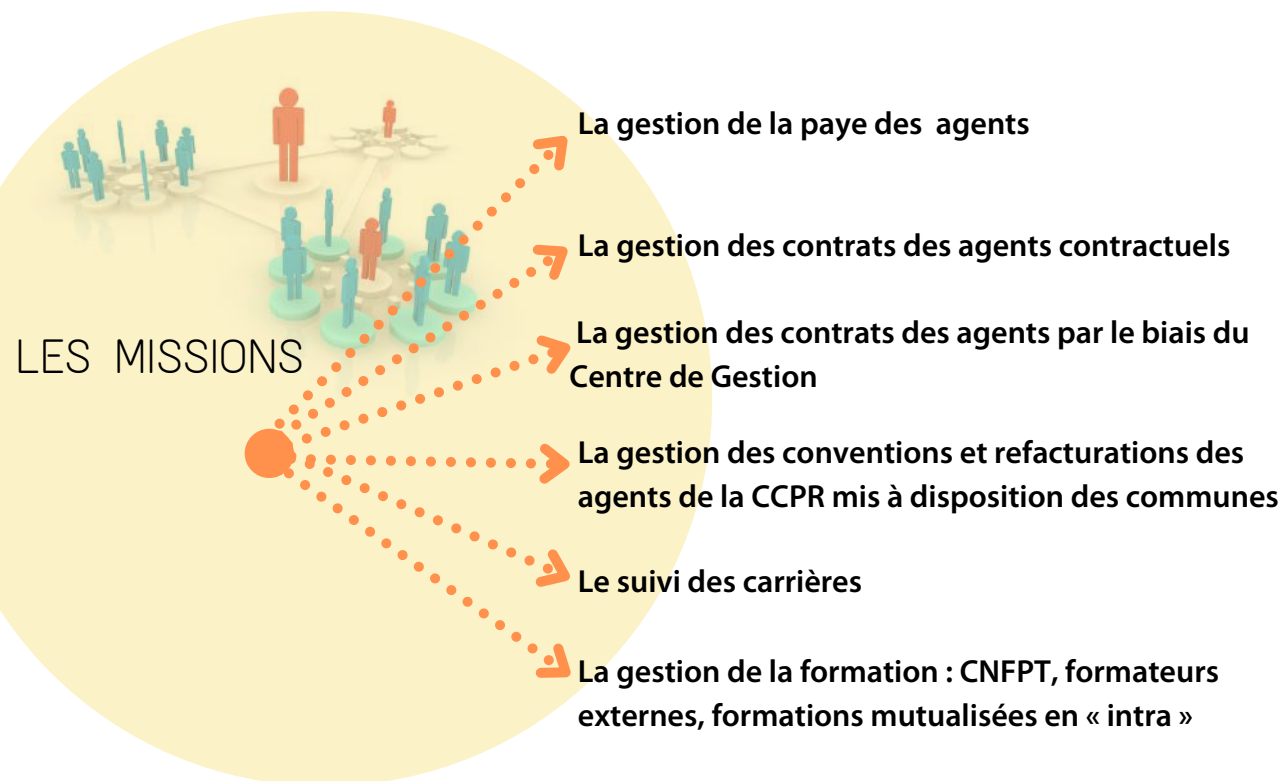 LES MISSIONS
La gestion de la paye des agents
La gestion des contrats des agents contractuels
La gestion des contrats des agents par le biais du
Centre de Gestion
La gestion des conventions et refacturations des
agents de la CCPR mis à disposition des communes
Le suivi des carrières
La gestion de la formation : CNFPT, formateurs
externes, formations mutualisées en « intra »